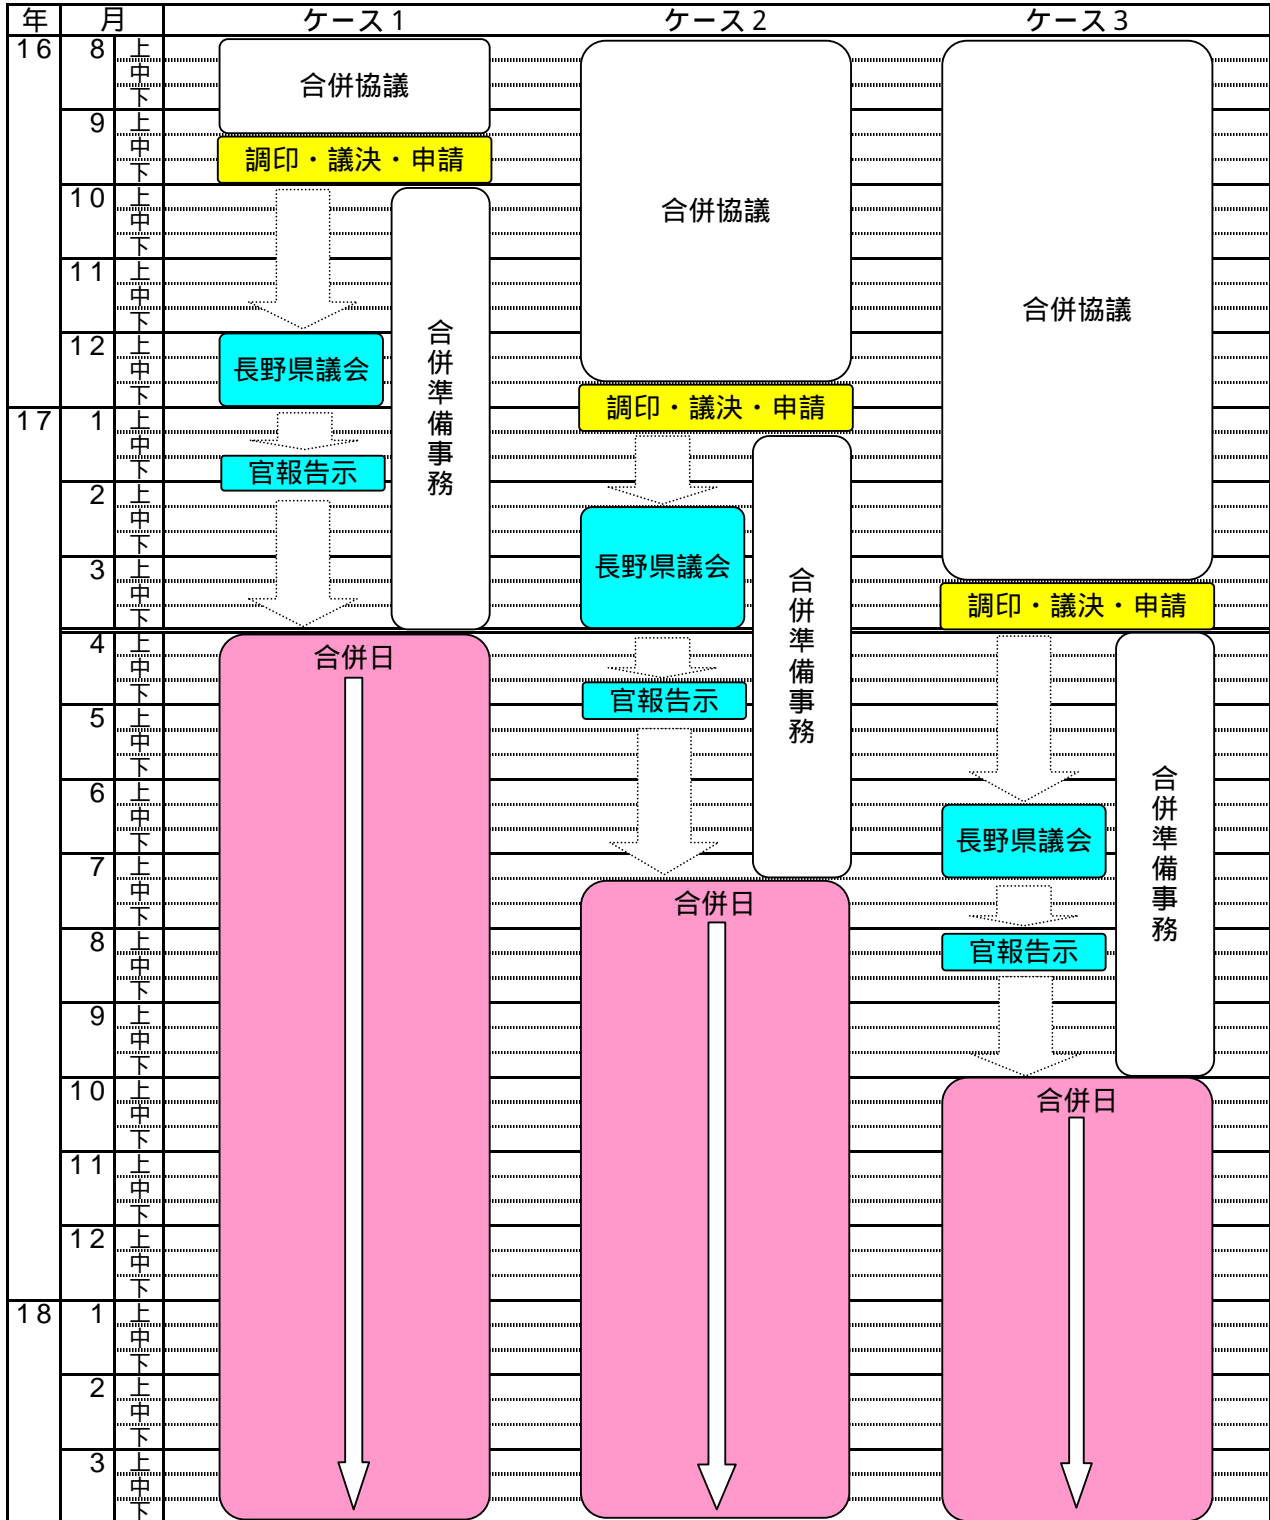 年 月 ケース1 ケース2 ケース3
16 8 上
中
下
合併協議
9 上
中
下
調印・議決・申請
10 上
中
下
合併協議
11 上
中
下
合併協議
12 上
中
下
長野県議会
合併準備事務
調印・議決・申請
17 1 上
中
下
官報告示
2 上
中
下
長野県議会
3 上
中
下
合併準備事務
調印・議決・申請
4 上
中
下
合併日
官報告示
5 上
中
下
6 上
中
下
長野県議会
合併準備事務
7 上
中
下
合併日
8 上
中
下
官報告示
9 上
中
下
10 上
中
下
合併日
11 上
中
下
12 上
中
下
18 1 上
中
下
2 上
中
下
3 上
中
下